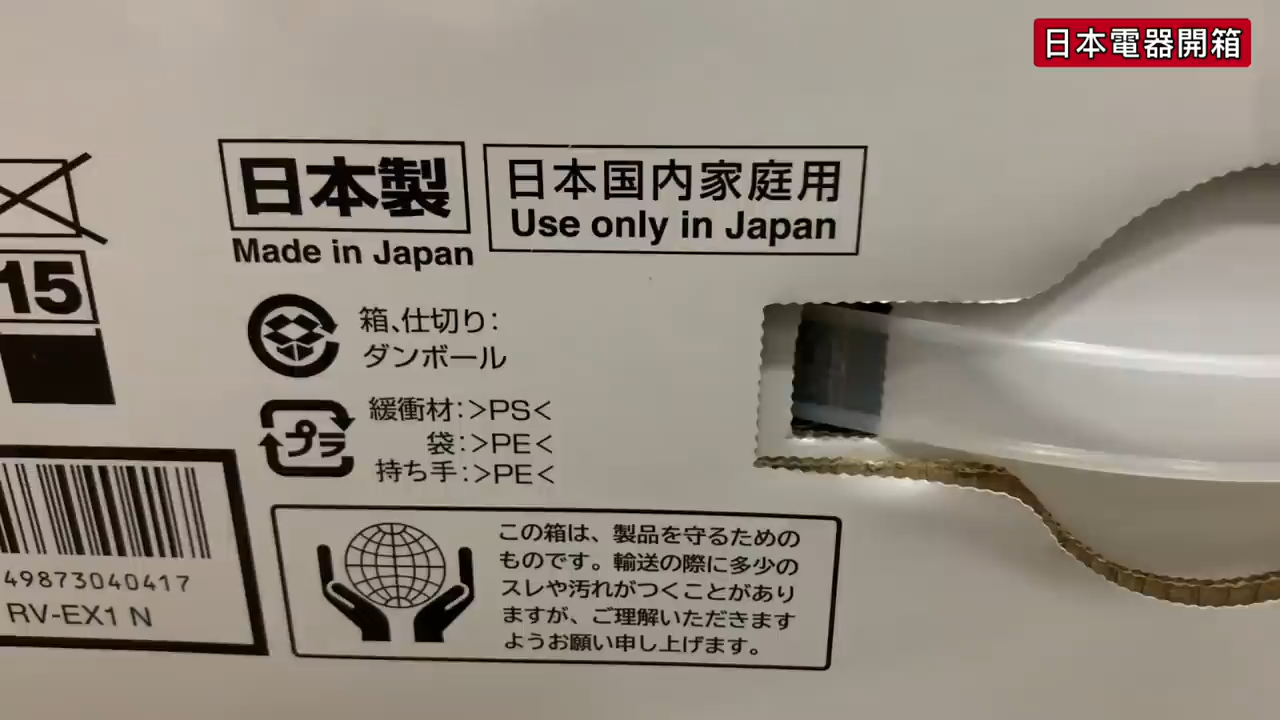 日本電器開箱
日本製
Made in Japan
日本国内家庭用
Use only in Japan
15
箱、仕切り:
ダンボール
プラ
緩衝材:>PS<
袋:>PE<
持ち手:>PE<
49873040417
RV-EX1 N
この箱は、製品を守るための
ものです。輸送の際に多少の
スレや汚れがつくことがあり
ますが、ご理解いただきます
ようお願い申し上げます。